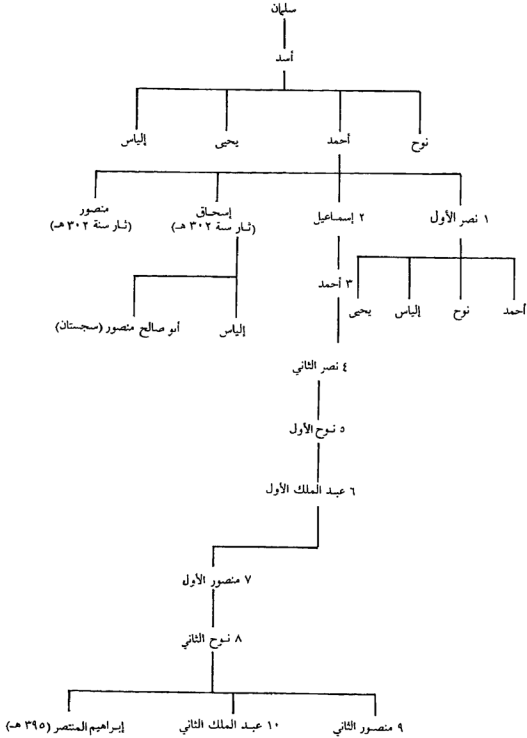 سلمان
أسد
نوح
أحمد
يحيى
إلياس
١ نصر الأول
٢ إسماعيل
إسحاق
(ثار سنة ٣٠٢ هـ)
منصور
(ثار سنة ٣٠٢ هـ)
أحمد
نوح
إلياس
يحيى
٣ أحمد
إلياس
أبو صالح منصور (سجستان)
٤ نصر الثاني
٥ نوح الأول
٦ عبد الملك الأول
٧ منصور الأول
٨ نوح الثاني
٩ منصور الثاني
١٠ عبد الملك الثاني
إبراهيم المنتصر (٣٩٥ هـ)